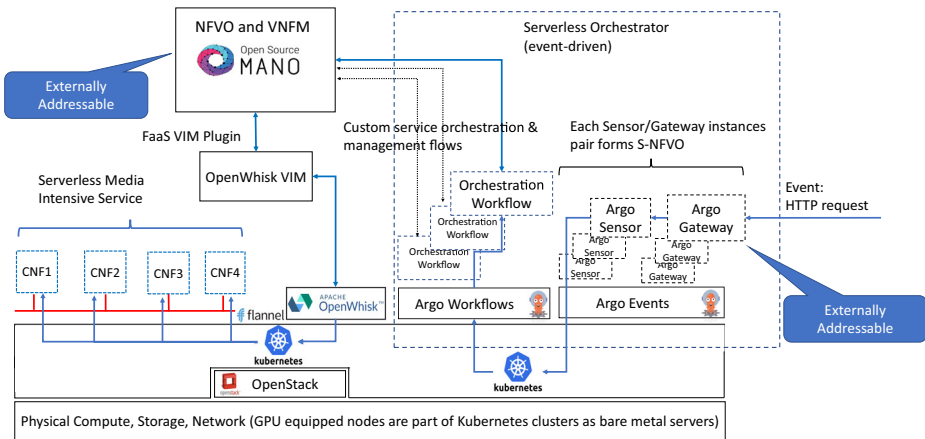 NFVO and VNFM
Open Source
MANO
Externally
Addressable
Serverless Orchestrator
(event-driven)
FaaS VIM Plugin
Custom service orchestration &
management flows
Each Sensor/Gateway instances
pair forms S-NFVO
OpenWhisk VIM
Serverless Media
Intensive Service
Orchestration
Workflow
Orchestration
Workflow
Orchestration
Workflow
Argo
Sensor
Argo
Gateway
Argo
Sensor
Argo
Gateway
Argo
Sensor
Argo
Gateway
Event:
HTTP request
CNF1
CNF2
CNF3
CNF4
flannel
APACHE
OpenWhisk™
Argo Workflows
Argo Events
Externally
Addressable
kubernetes
kubernetes
openstack
OpenStack
Physical Compute, Storage, Network (GPU equipped nodes are part of Kubernetes clusters as bare metal servers)